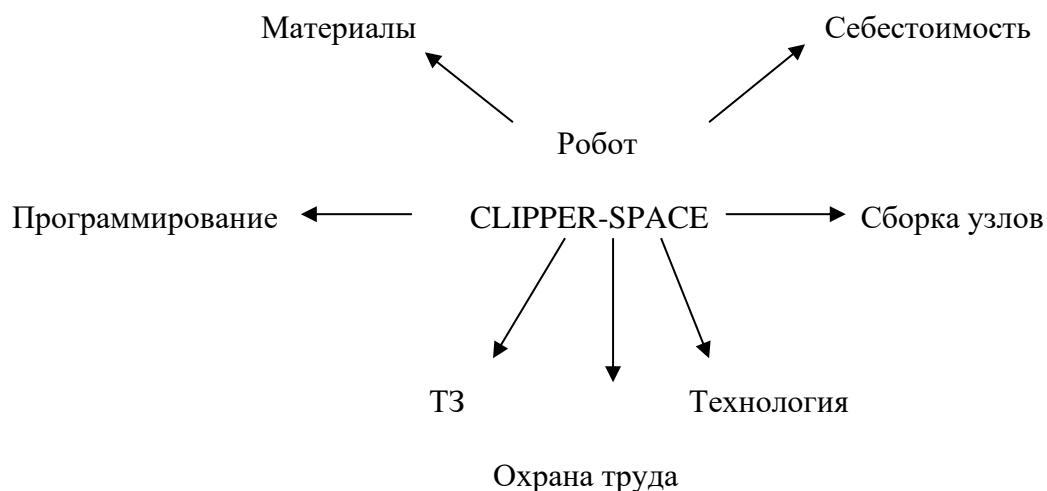 Материалы
Себестоимость
Робот
Программирование
CLIPPER-SPACE
Сборка узлов
ТЗ
Технология
Охрана труда